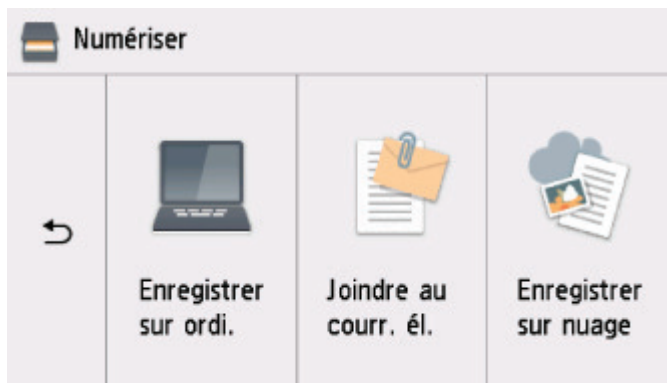 Numériser
Enregistrer
sur ordi.
Joindre au
courr. él.
Enregistrer
sur nuage